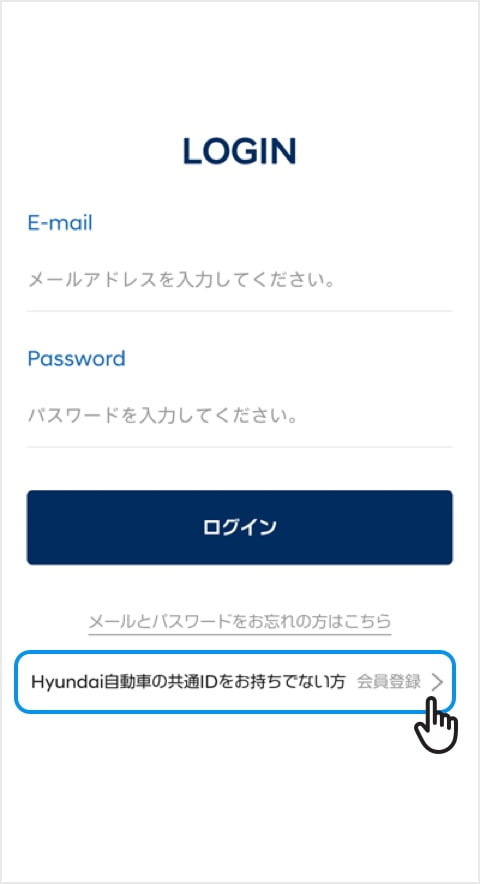 LOGIN
E-mail
メールアドレスを入力してください。
Password
パスワードを入力してください。
ログイン
メールとパスワードをお忘れの方はこちら
Hyundai自動車の共通IDをお持ちでない方 会員登録